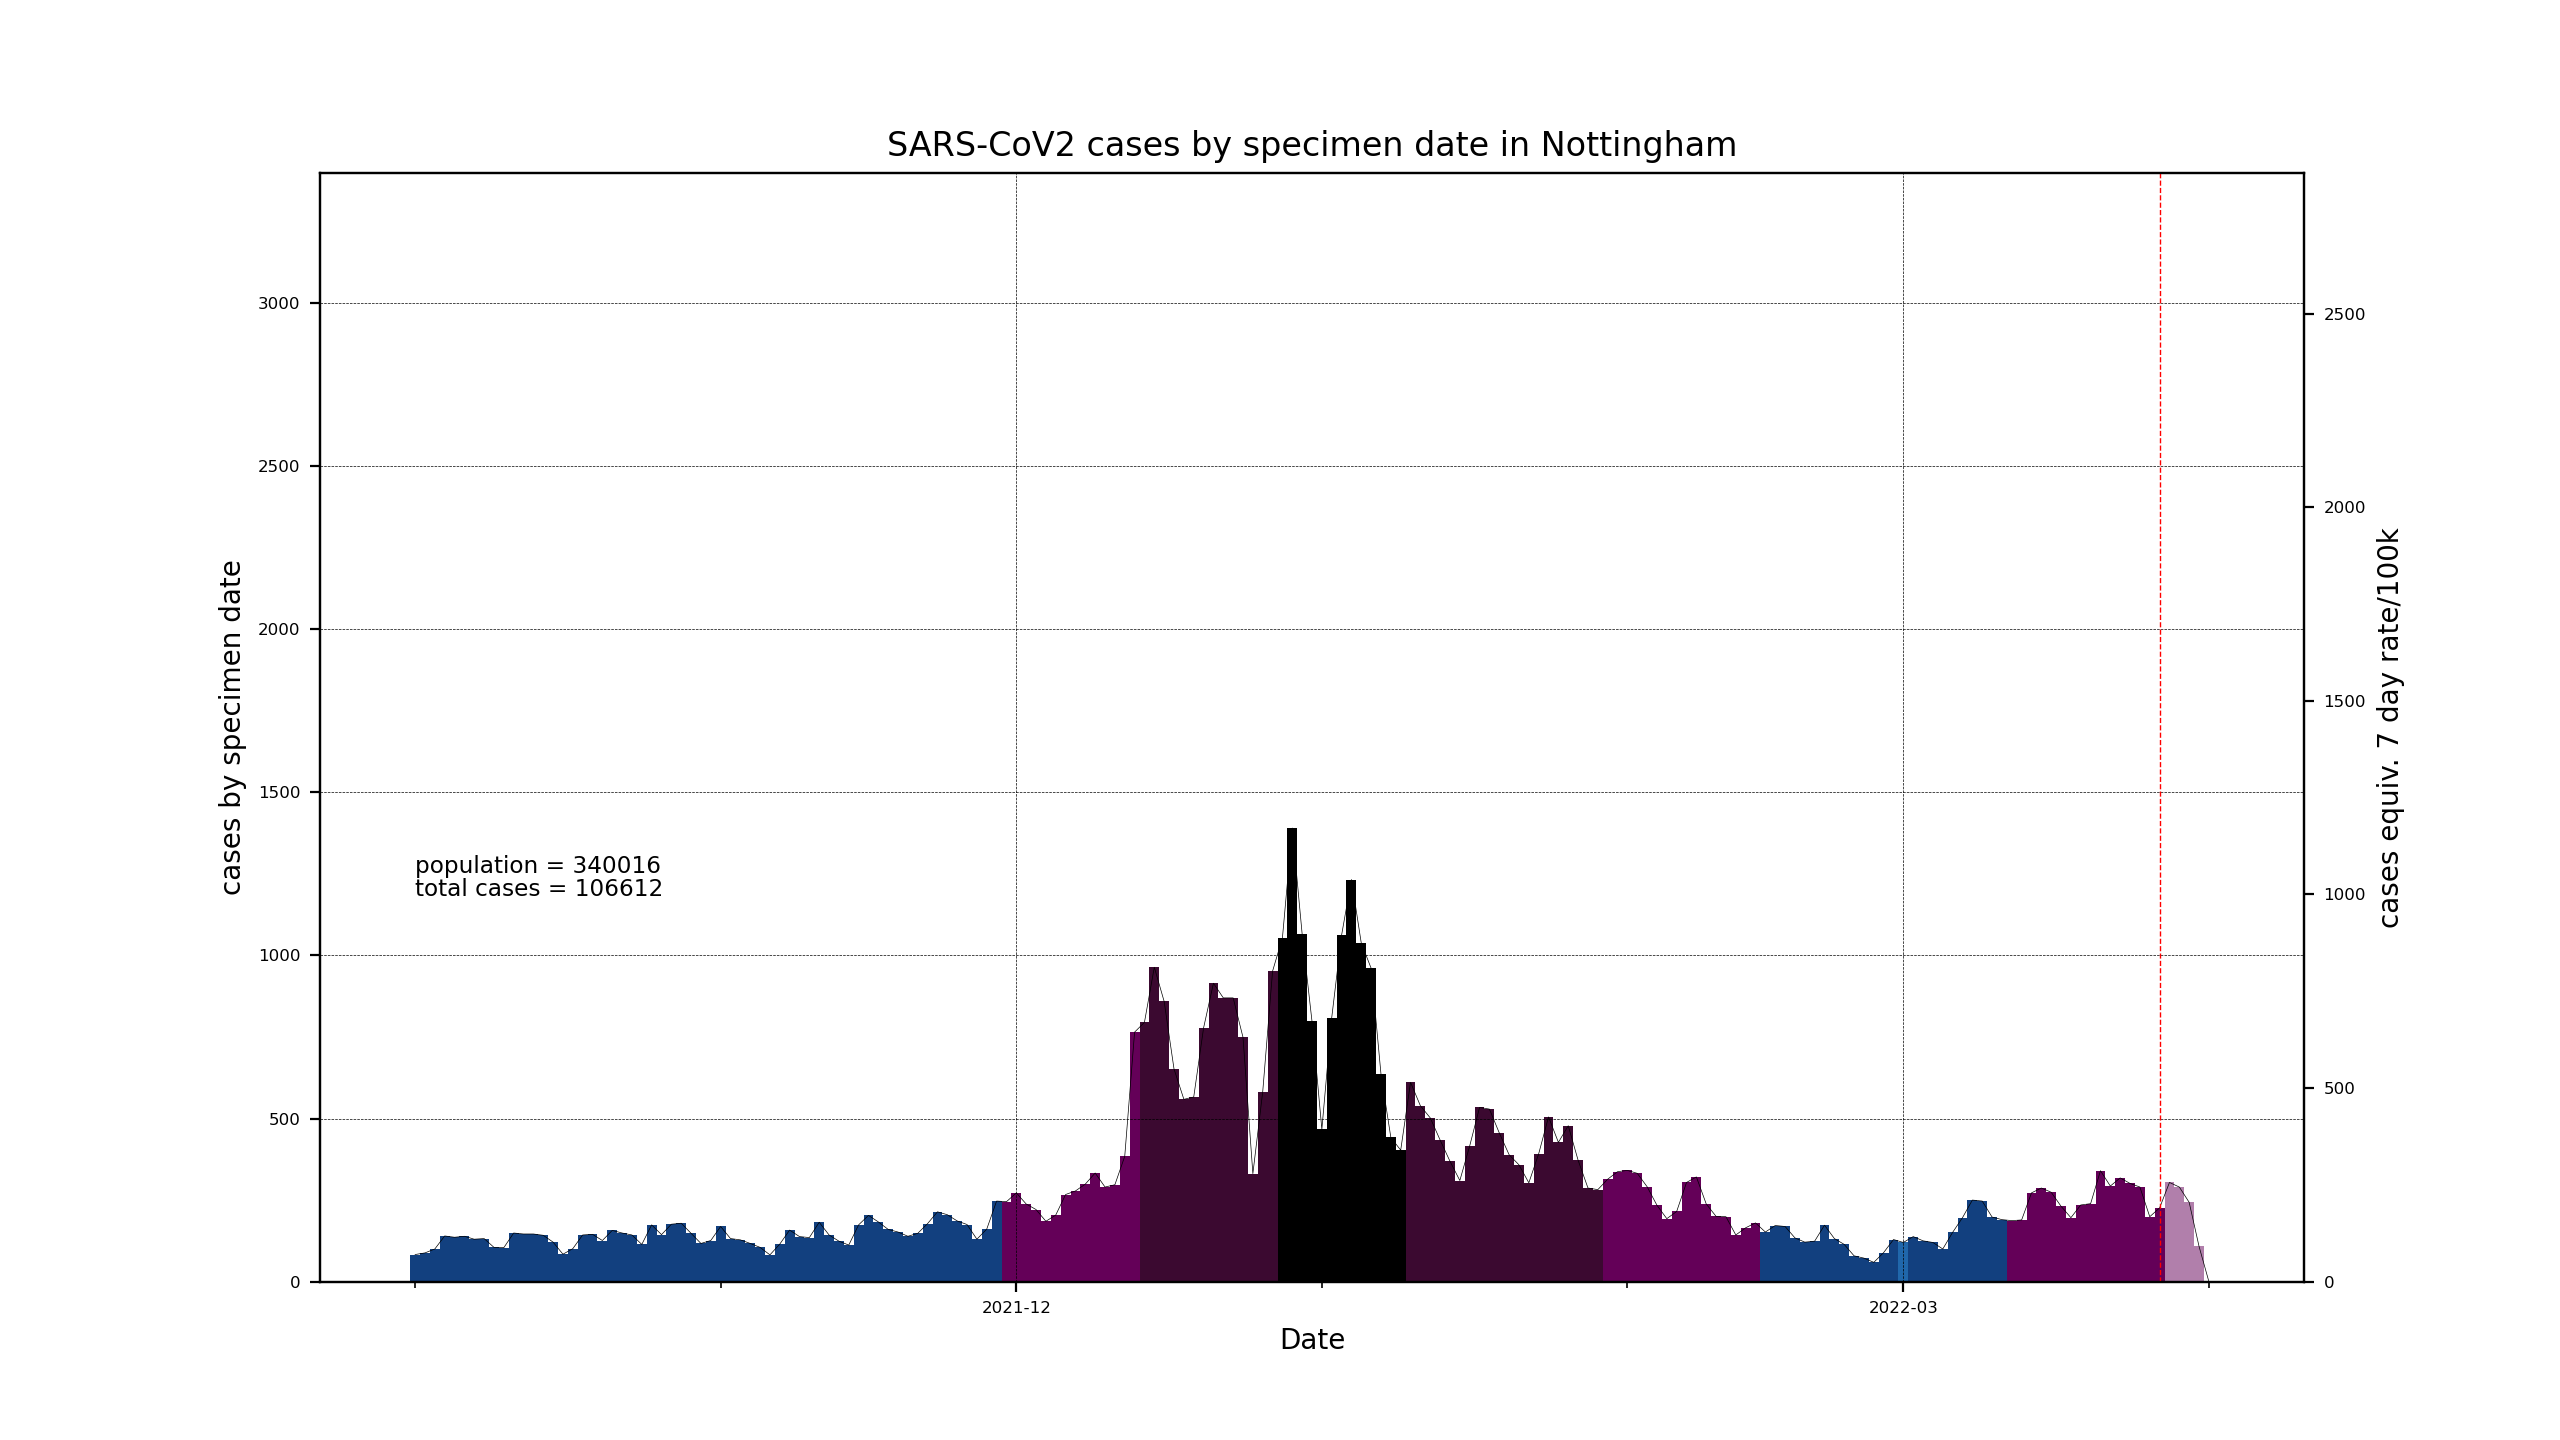 SARS-CoV2 cases by specimen date in Nottingham
cases by specimen date
3000
2500
2000
1500
1000
500
0
population = 340016
total cases = 106612
2500
2000
1500
1000
500
0
cases equiv. 7 day rate/100k
2021-12
2022-03
Date